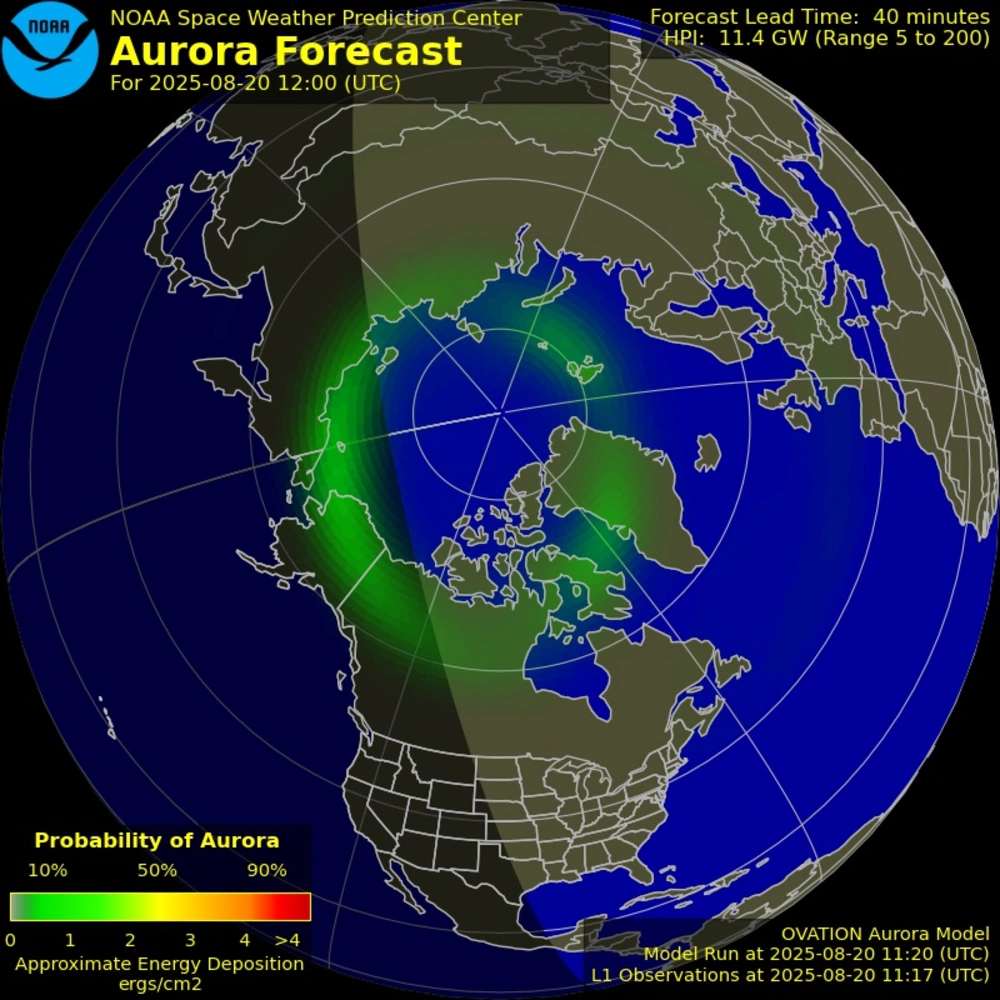 NOAA
NOAA Space Weather Prediction Center
Aurora Forecast
For 2025-08-20 12:00 (UTC)
Forecast Lead Time: 40 minutes
HPI: 11.4 GW (Range 5 to 200)
Probability of Aurora
10% 50% 90%
0 1 2 3 4 >4
Approximate Energy Deposition
ergs/cm2
OVATION Aurora Model
Model Run at 2025-08-20 11:20 (UTC)
L1 Observations at 2025-08-20 11:17 (UTC)